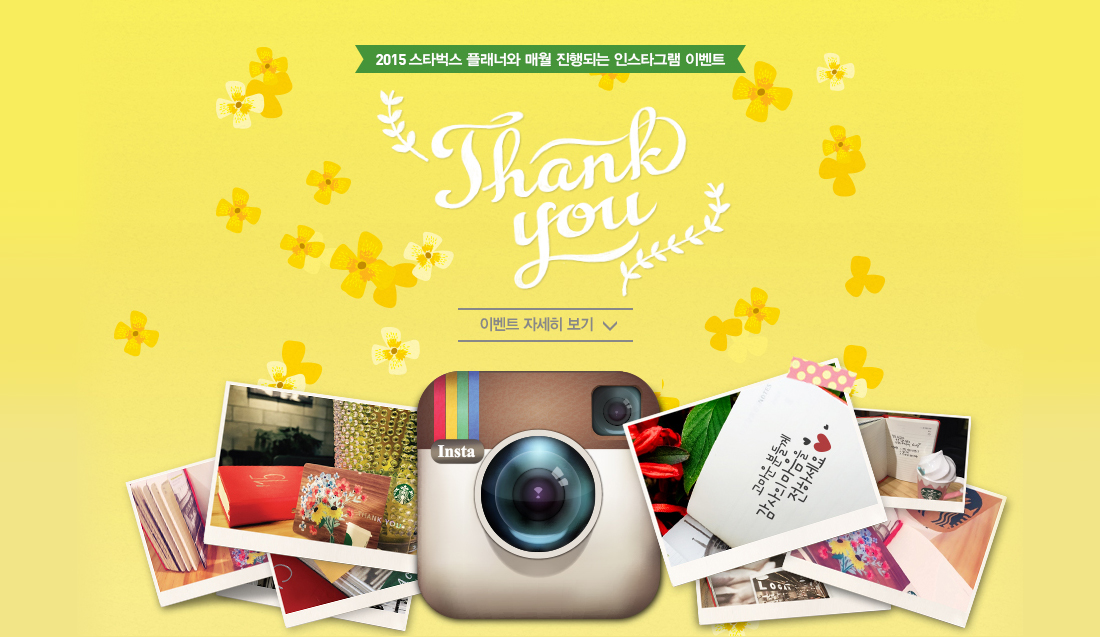 2015 스타벅스 플래너와 매월 진행되는 인스타그램 이벤트
Thank
you
이벤트 자세히 보기
Insta
THANK YOU
고마운 분들께
감사의 마음을
전하세요